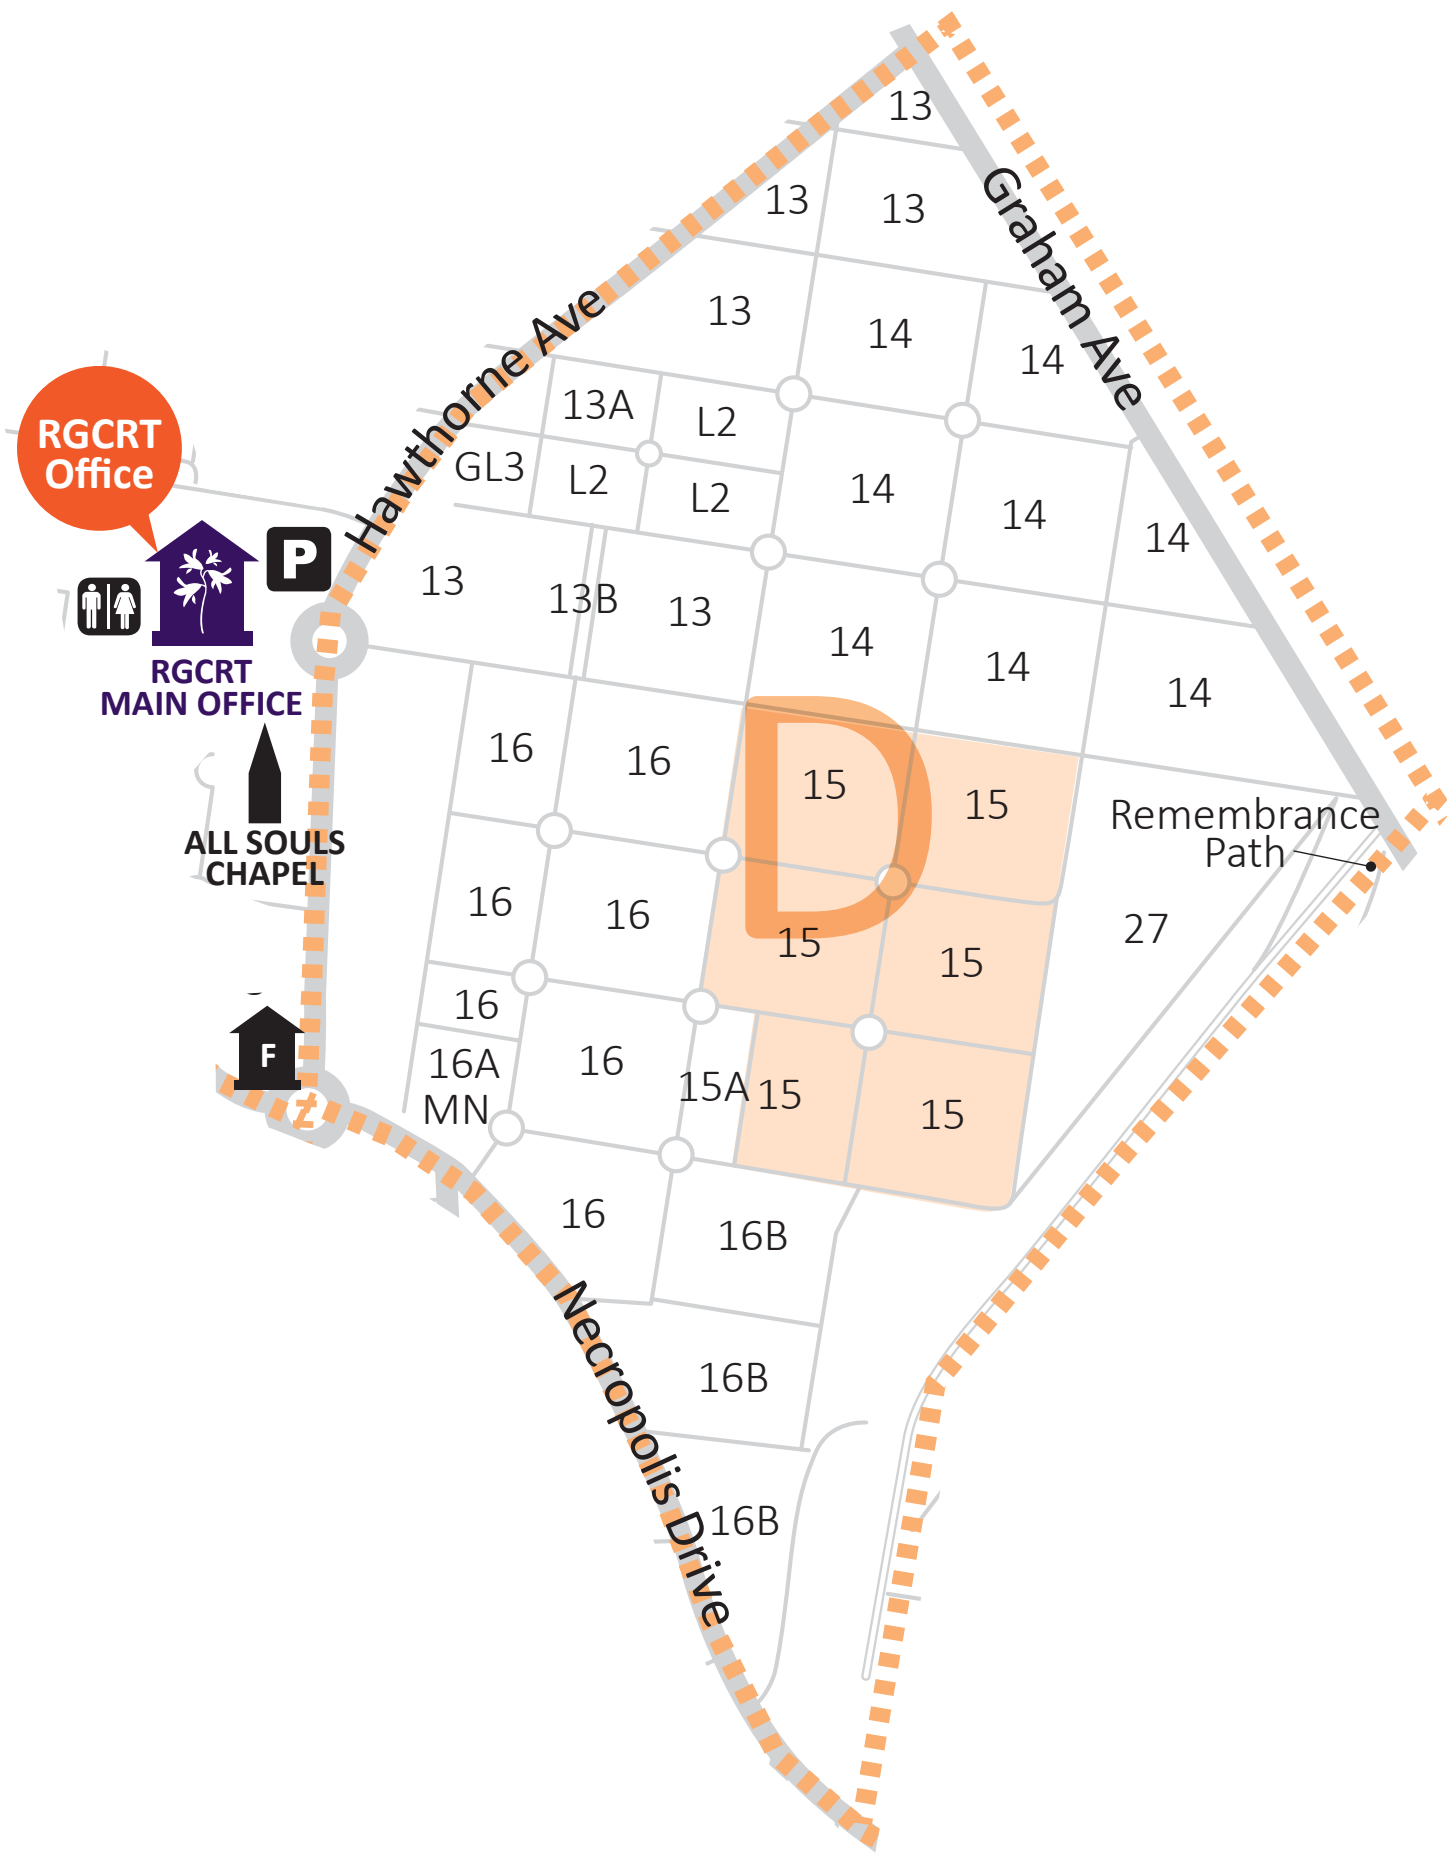 13
13
13
Graham Ave
Hawthorne Ave
13
14
14
13A
L2
RGCRT
Office
GL3
L2
L2
14
14
14
P
13
13B
13
14
14
14
RGCRT
MAIN OFFICE
16
16
D
15
15
Remembrance
Path
ALL SOULS
CHAPEL
16
16
15
15
27
16
F
16A
MN
16
15A
15
15
16
16B
Necropolis Drive
16B
16B